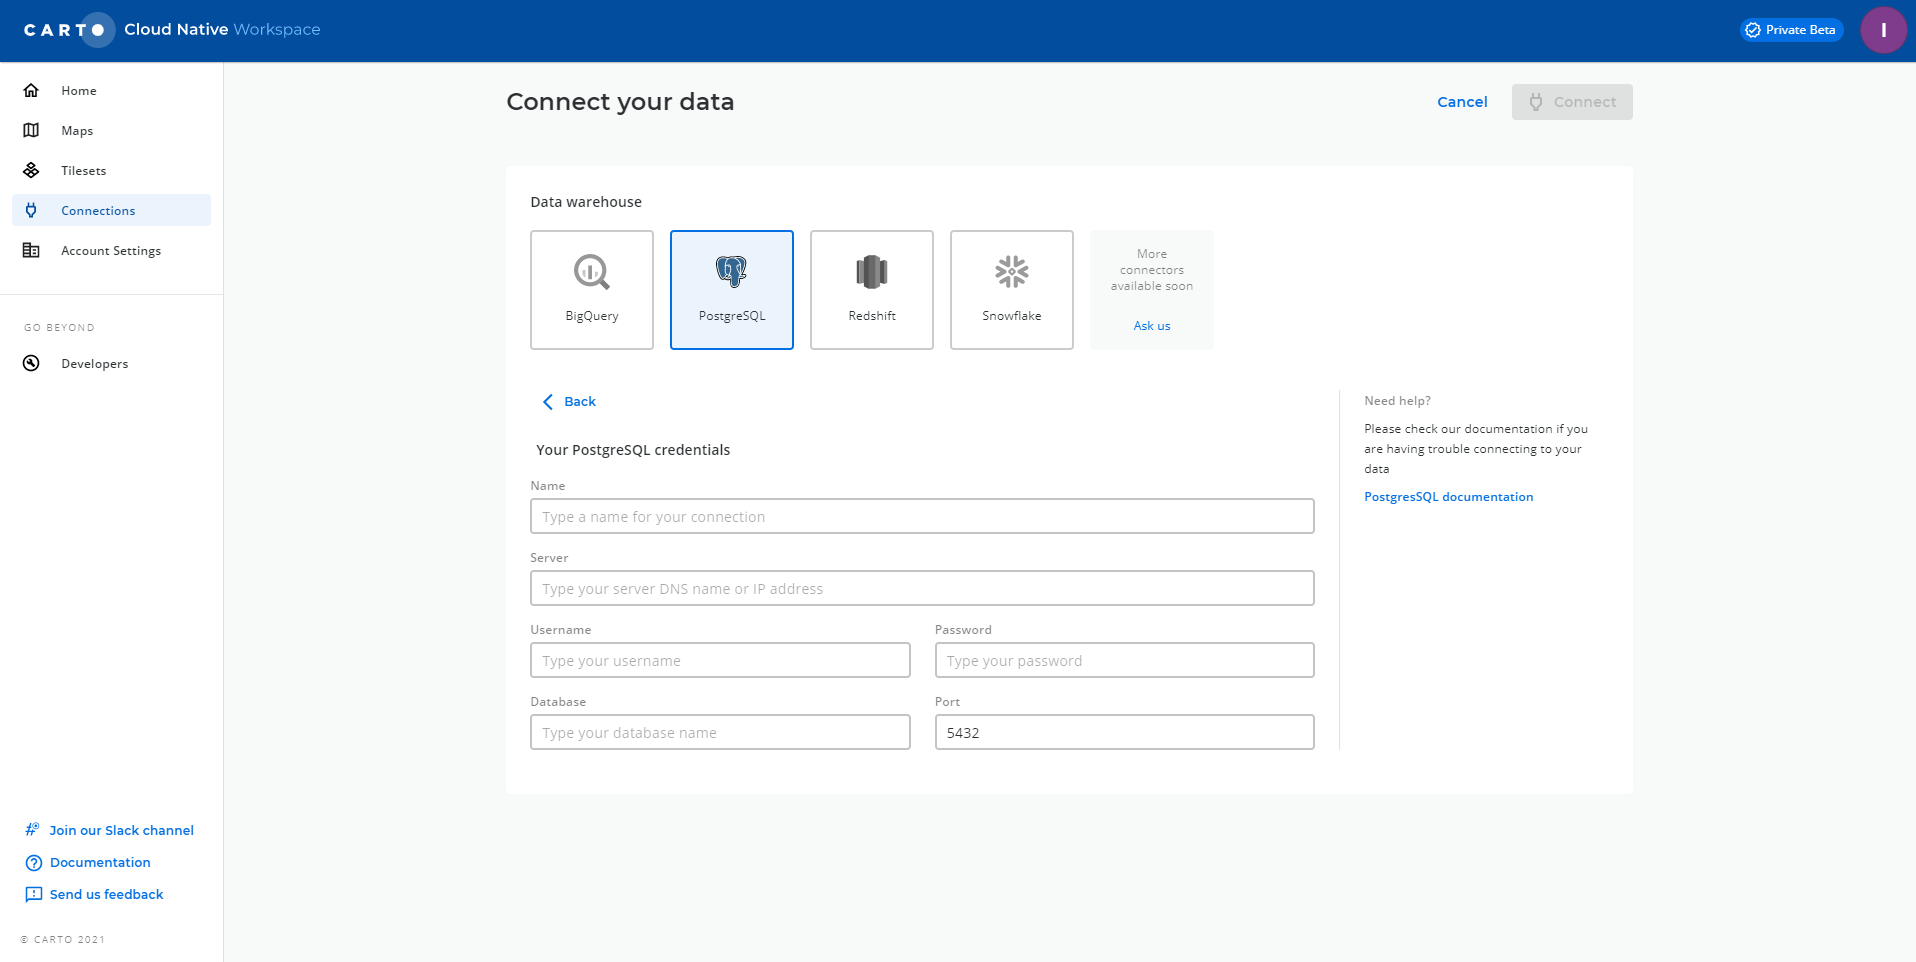 CARTO Cloud Native Workspace
Private Beta
I
Home
Maps
Tilesets
Connections
Account Settings
GO BEYOND
Developers
Join our Slack channel
Documentation
Send us feedback
© CARTO 2021
Connect your data
Cancel
Connect
Data warehouse
BigQuery
PostgreSQL
Redshift
Snowflake
More
connectors
available soon
Ask us
Back
Your PostgreSQL credentials
Name
Type a name for your connection
Server
Type your server DNS name or IP address
Username
Type your username
Password
Type your password
Database
Type your database name
Port
5432
Need help?
Please check our documentation if you
are having trouble connecting to your
data
PostgresSQL documentation